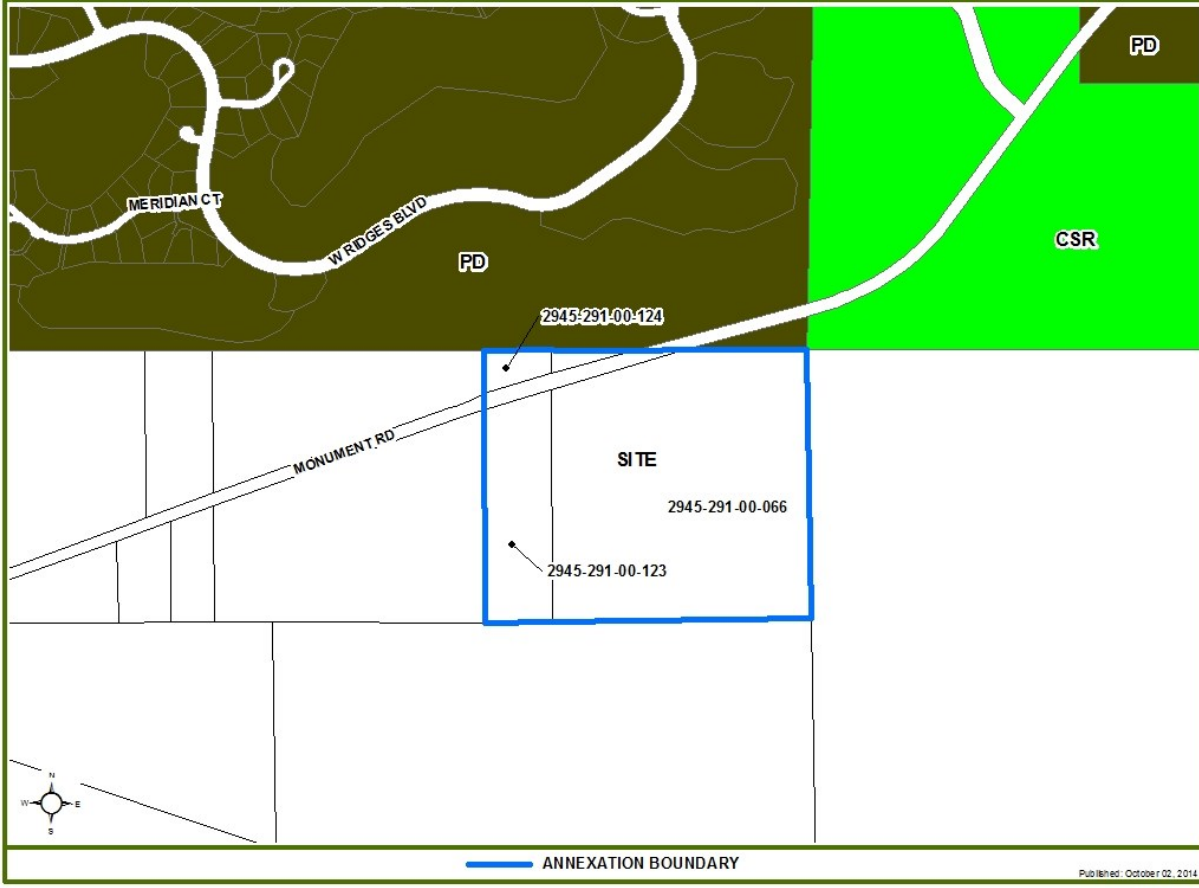 PD
MERIDIAN CT
W RIDGES BLVD
PD
CSR
2945-291-00-124
MONUMENT RD
SITE
2945-291-00-066
2945-291-00-123
N
W
E
S
ANNEXATION BOUNDARY
Published: October 02, 2014